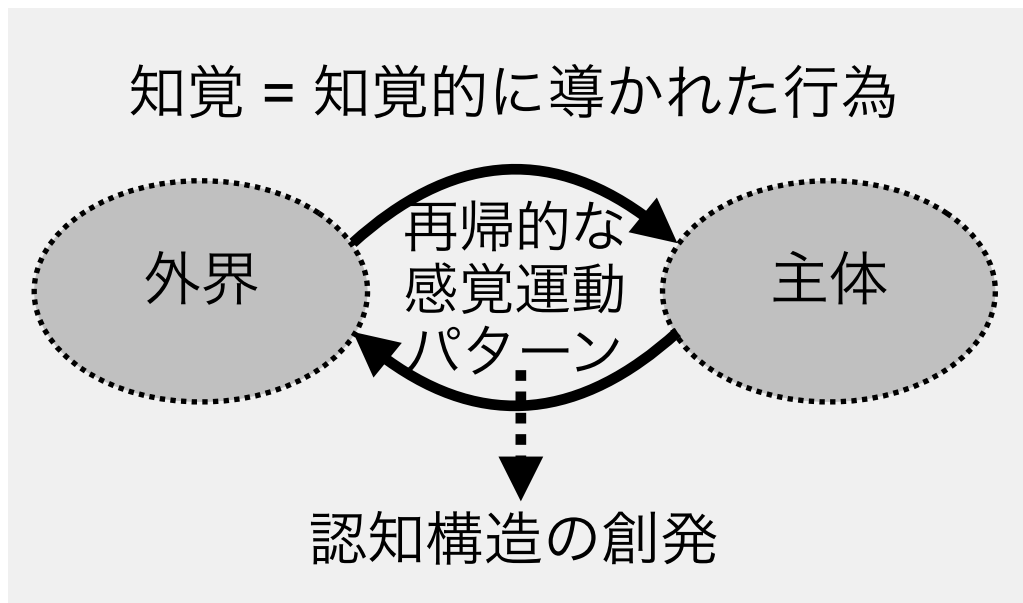 知覚 = 知覚的に導かれた行為
外界
再帰的な
感覚運動
パターン
主体
認知構造の創発